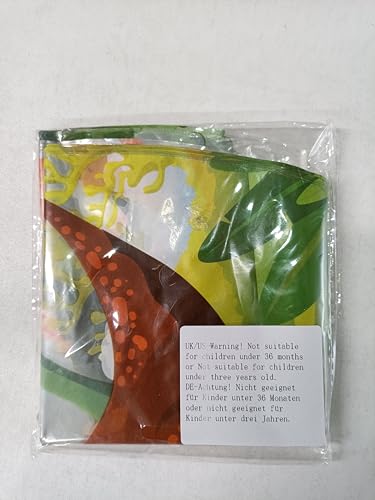 UK/US-Warning! Not suitable
for children under 36 months
or Not suitable for children
under three years old.
DE-Achtung! Nicht geeignet
für Kinder unter 36 Monaten
oder nicht geeignet für
Kinder unter drei Jahren.